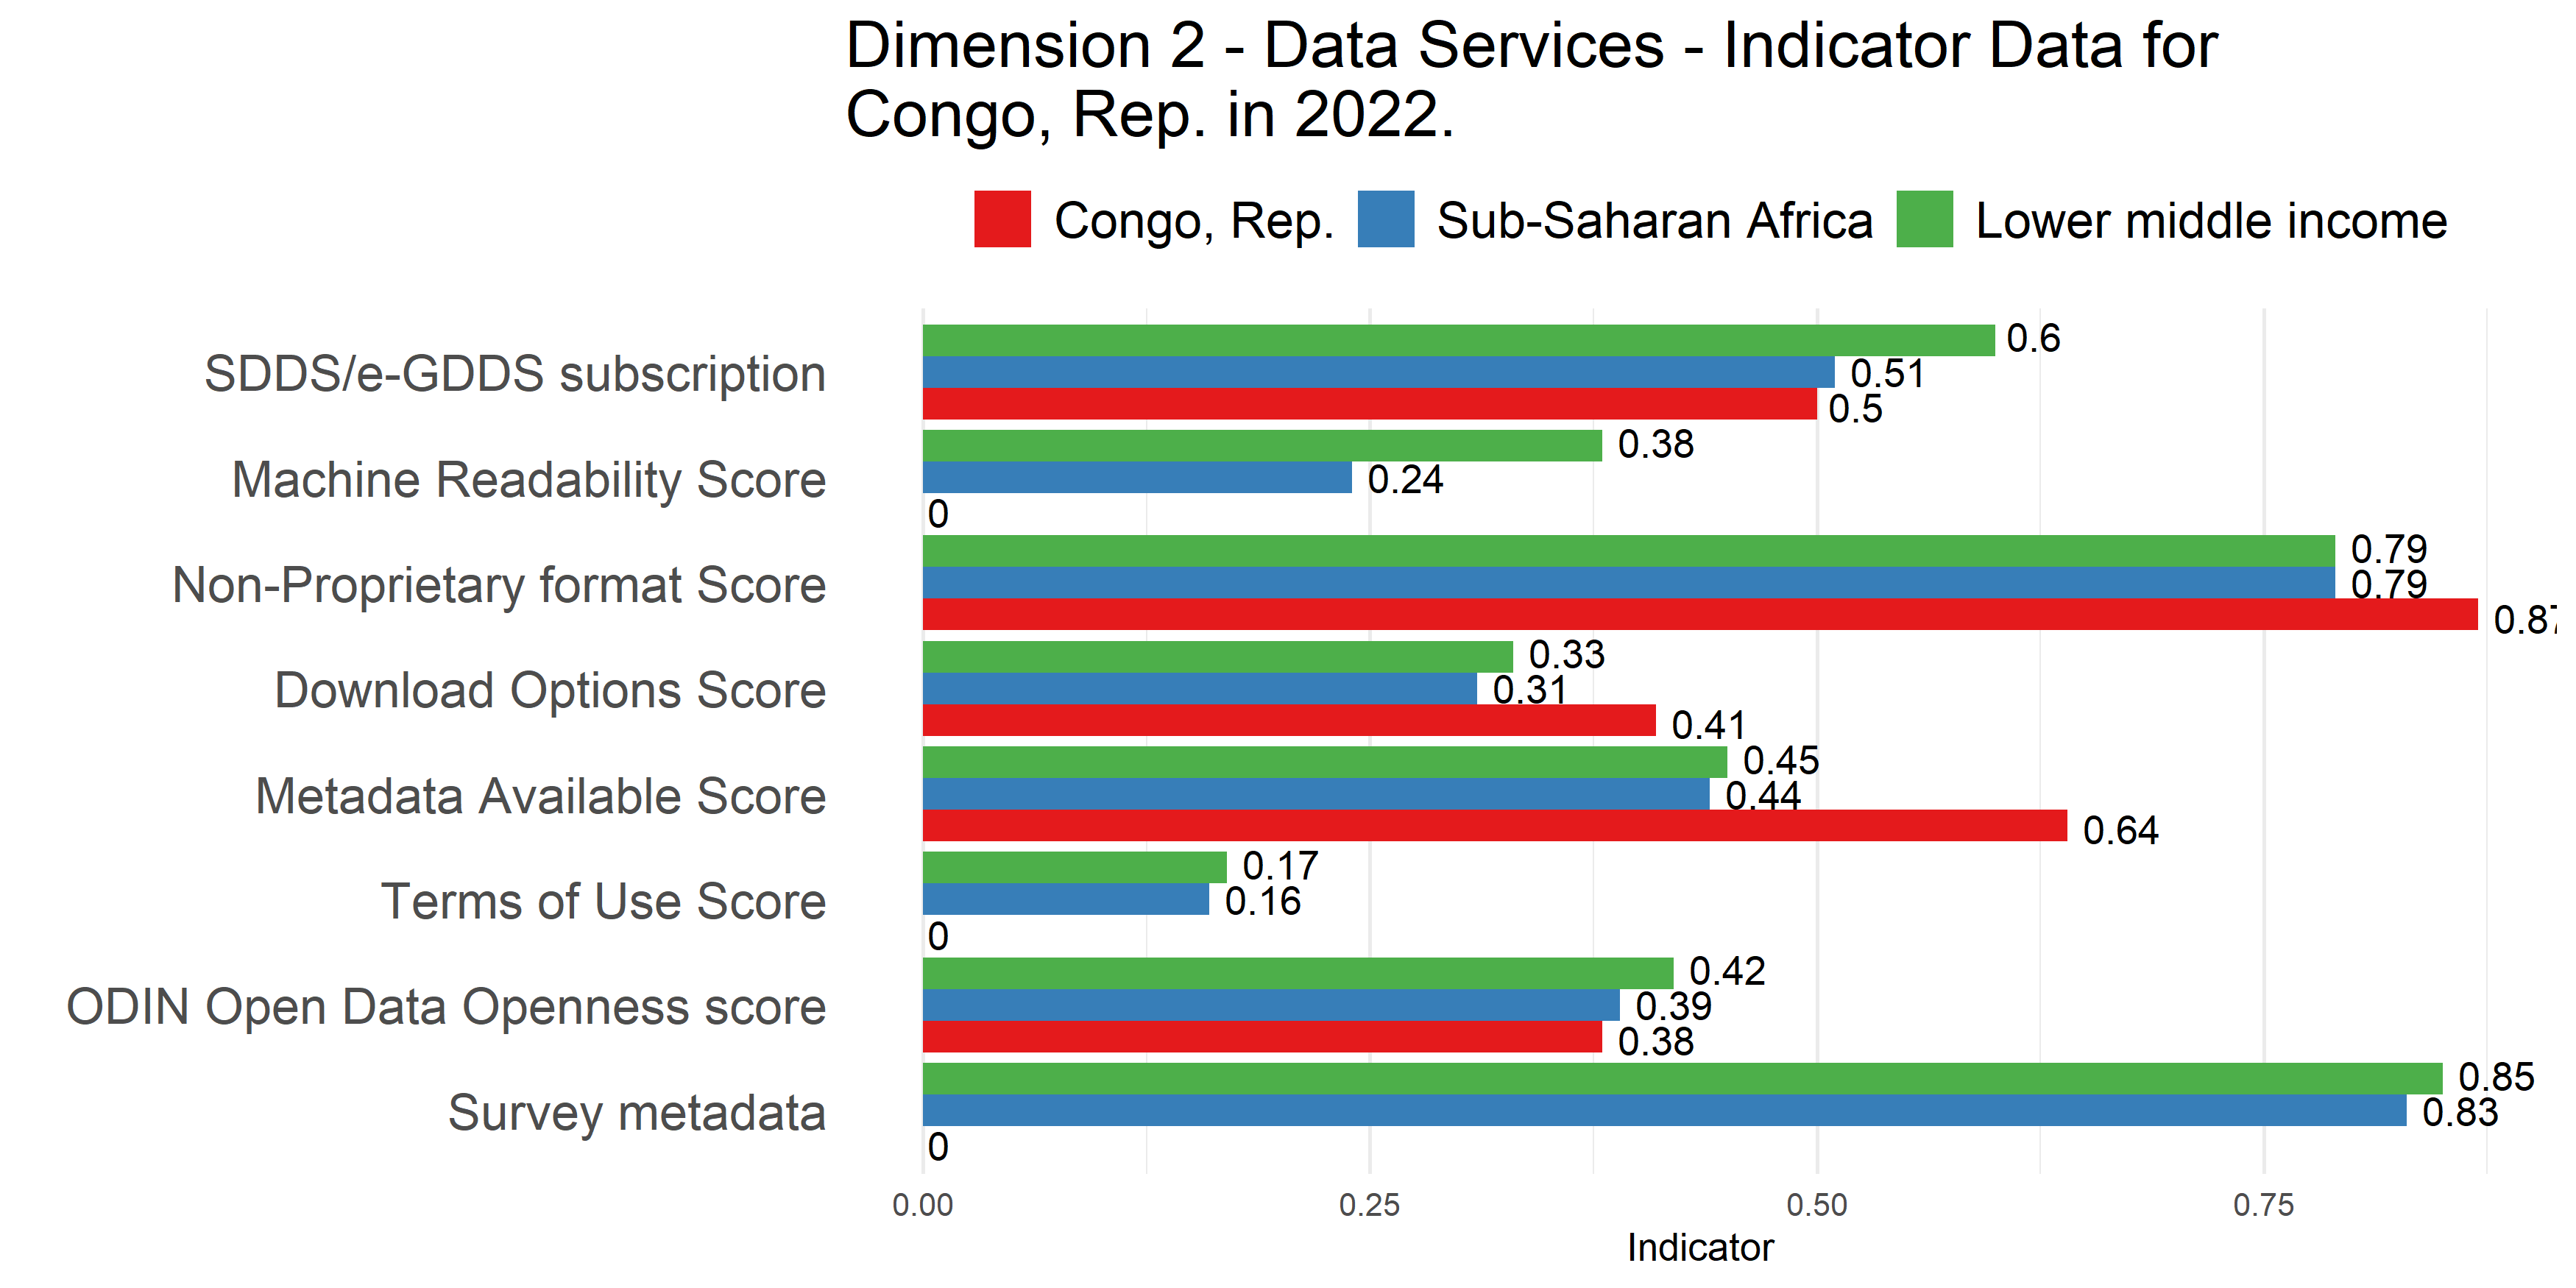 Dimension 2 - Data Services - Indicator Data for
Congo, Rep. in 2022.
Congo, Rep. Sub-Saharan Africa Lower middle income
SDDS/e-GDDS subscription
0.6
0.51
0.5
Machine Readability Score
0.38
0.24
0
Non-Proprietary format Score
0.79
0.79
0.87
Download Options Score
0.33
0.31
0.41
Metadata Available Score
0.45
0.44
0.64
Terms of Use Score
0.17
0.16
0
ODIN Open Data Openness score
0.42
0.39
0.38
Survey metadata
0.85
0.83
0
0.00 0.25 0.50 0.75
Indicator